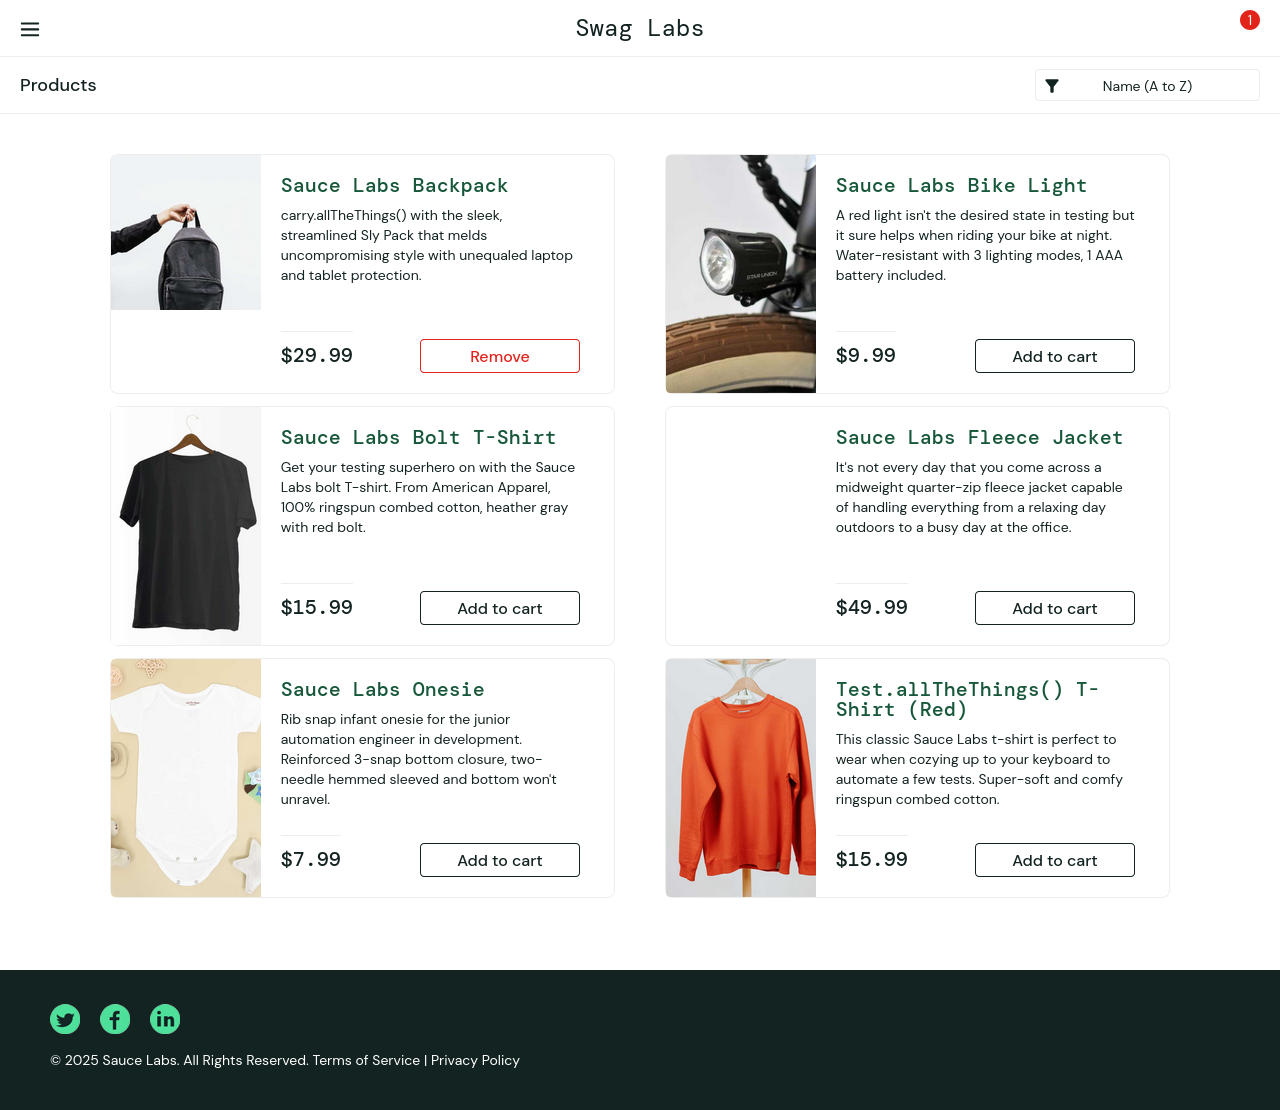 Swag Labs
1
Products
Name (A to Z)
Sauce Labs Backpack
carry.allTheThings() with the sleek,
streamlined Sly Pack that melds
uncompromising style with unequaled laptop
and tablet protection.
$29.99
Remove
Sauce Labs Bike Light
A red light isn't the desired state in testing but
it sure helps when riding your bike at night.
Water-resistant with 3 lighting modes, 1 AAA
battery included.
$9.99
Add to cart
STAR UNION
Sauce Labs Bolt T-Shirt
Get your testing superhero on with the Sauce
Labs bolt T-shirt. From American Apparel,
100% ringspun combed cotton, heather gray
with red bolt.
$15.99
Add to cart
Sauce Labs Fleece Jacket
It's not every day that you come across a
midweight quarter-zip fleece jacket capable
of handling everything from a relaxing day
outdoors to a busy day at the office.
$49.99
Add to cart
Sauce Labs Onesie
Rib snap infant onesie for the junior
automation engineer in development.
Reinforced 3-snap bottom closure, two-
needle hemmed sleeved and bottom won't
unravel.
$7.99
Add to cart
Test.allTheThings() T-
Shirt (Red)
This classic Sauce Labs t-shirt is perfect to
wear when cozying up to your keyboard to
automate a few tests. Super-soft and comfy
ringspun combed cotton.
$15.99
Add to cart
© 2025 Sauce Labs. All Rights Reserved. Terms of Service | Privacy Policy